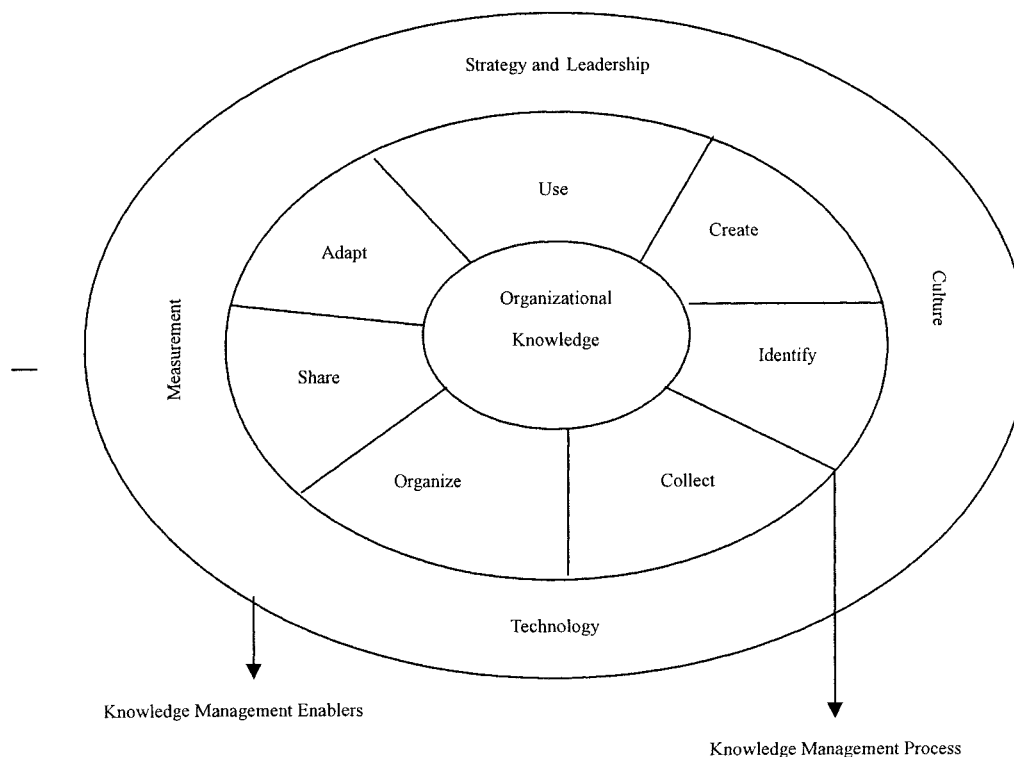 Strategy and Leadership
Use
Create
Adapt
Culture
Organizational
Knowledge
Measurement
Identify
Share
Organize
Collect
Technology
Knowledge Management Enablers
Knowledge Management Process